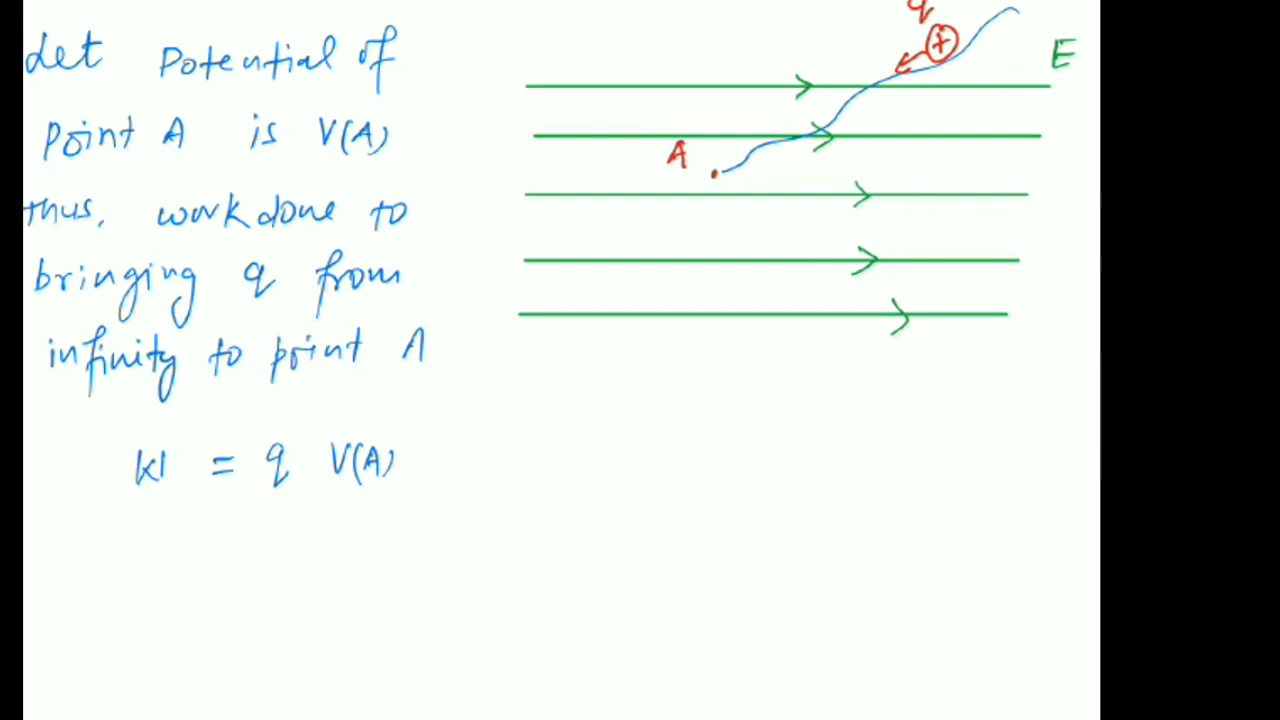 Let Potential of
Point A is V(A)
thus, work done to
bringing q from
infinity to point A
W = q V(A)
q
+
E
A